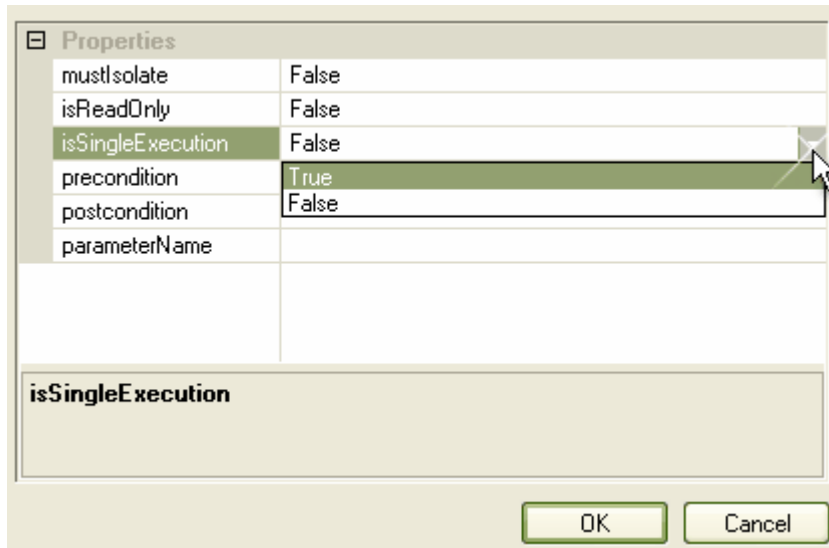 Properties
mustIsolate False
isReadOnly False
isSingleExecution False
precondition True
postcondition False
parameterName
isSingleExecution
OK Cancel